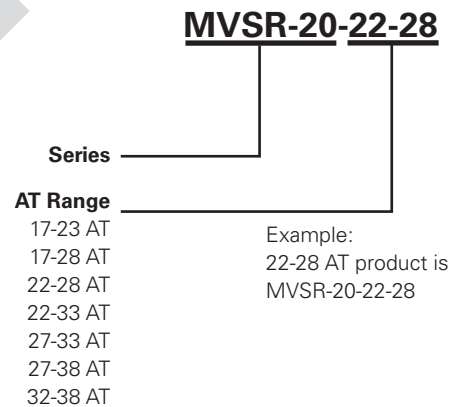 MVSR-20-22-28
Series
AT Range
17-23 AT
17-28 AT
22-28 AT
22-33 AT
27-33 AT
27-38 AT
32-38 AT
Example:
22-28 AT product is
MVSR-20-22-28